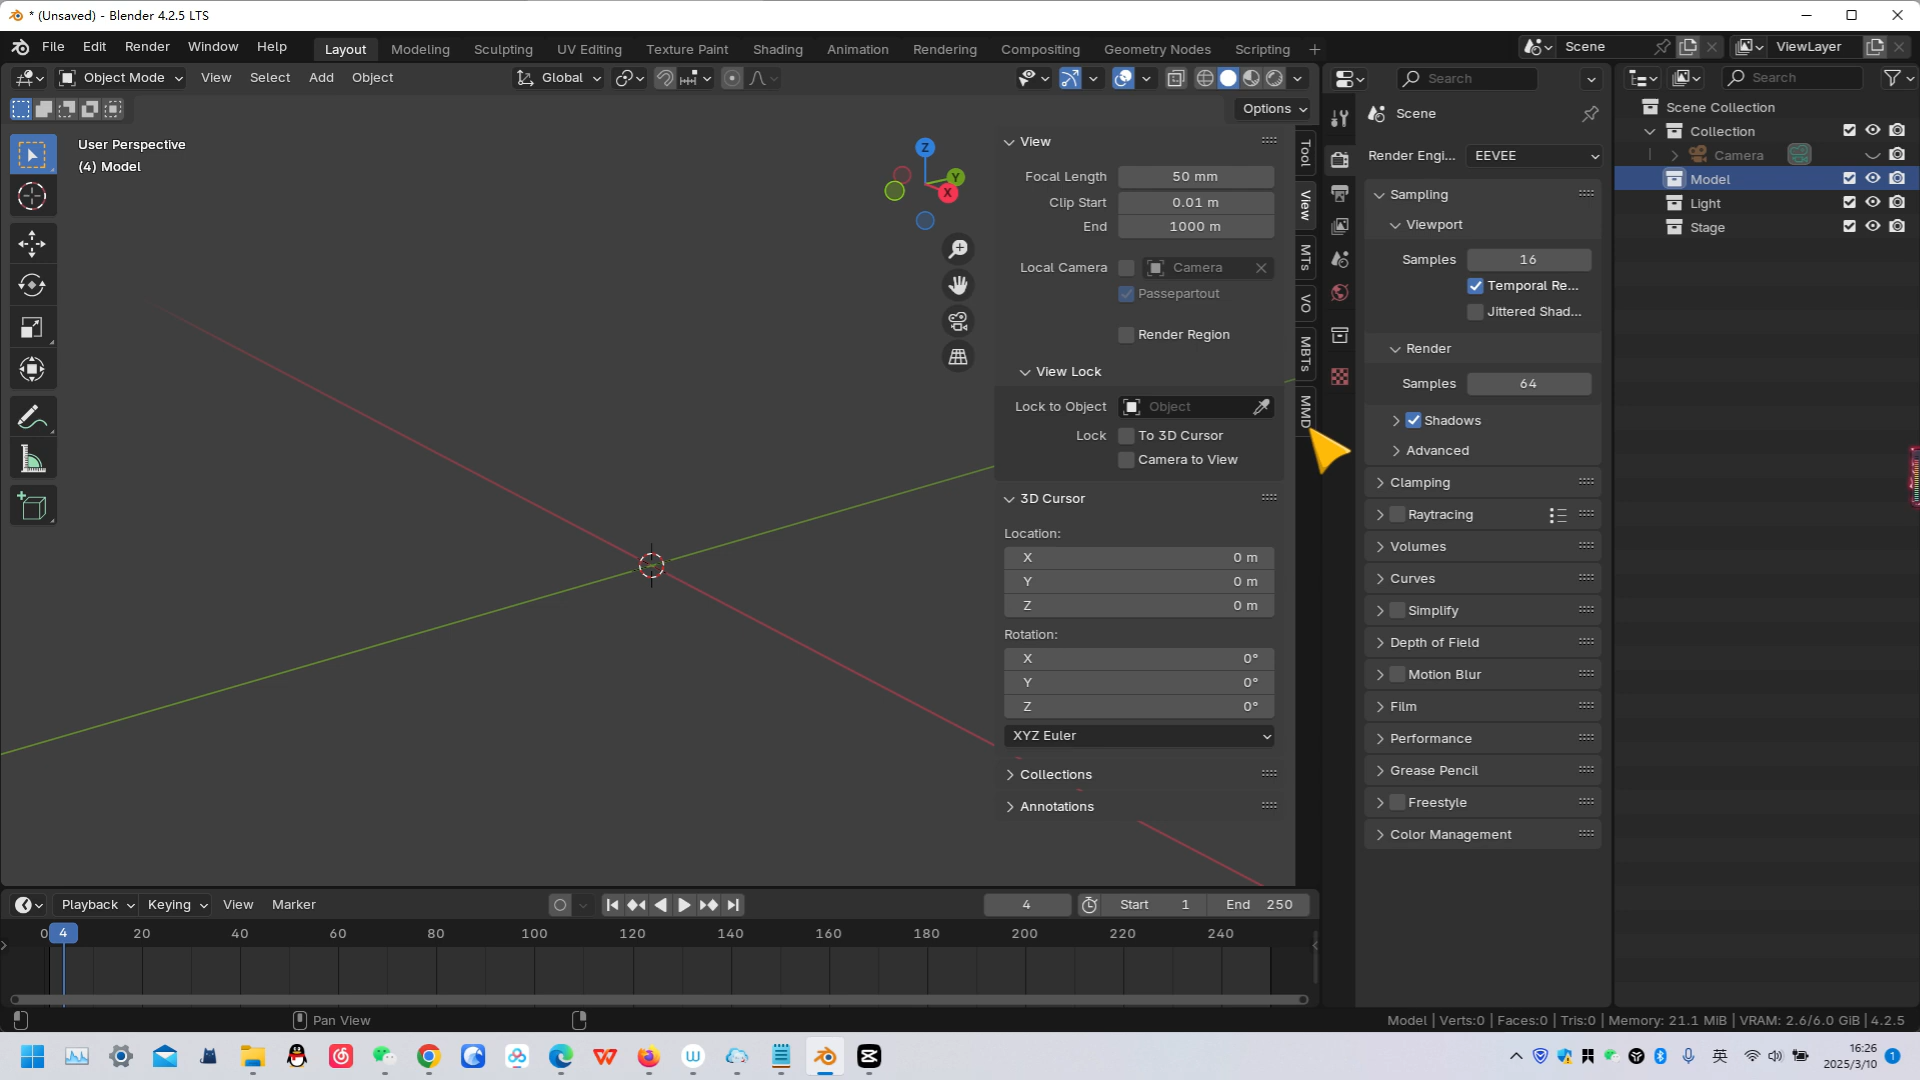 * (Unsaved) - Blender 4.2.5 LTS
File Edit Render Window Help
Layout Modeling Sculpting UV Editing Texture Paint Shading Animation Rendering Compositing Geometry Nodes Scripting +
Scene
ViewLayer
Object Mode View Select Add Object
Global
Search
Search
Options
User Perspective
(4) Model
Z
Y
X
View
Focal Length 50 mm
Clip Start 0.01 m
End 1000 m
Local Camera Camera
Passepartout
Render Region
View Lock
Lock to Object Object
Lock To 3D Cursor
Camera to View
3D Cursor
Location:
X 0 m
Y 0 m
Z 0 m
Rotation:
X 0°
Y 0°
Z 0°
XYZ Euler
Collections
Annotations
Tool
View
MTs
VO
MBTs
MMD
Scene
Render Engi... EEVEE
Sampling
Viewport
Samples 16
Temporal Re...
Jittered Shad...
Render
Samples 64
Shadows
Advanced
Clamping
Raytracing
Volumes
Curves
Simplify
Depth of Field
Motion Blur
Film
Performance
Grease Pencil
Freestyle
Color Management
Scene Collection
Collection
Camera
Model
Light
Stage
Playback Keying View Marker
4 Start 1 End 250
0 4 20 40 60 80 100 120 140 160 180 200 220 240
Pan View
Model | Verts:0 | Faces:0 | Tris:0 | Memory: 21.1 MiB | VRAM: 2.6/6.0 GiB | 4.2.5
英
16:26
2025/3/10
1